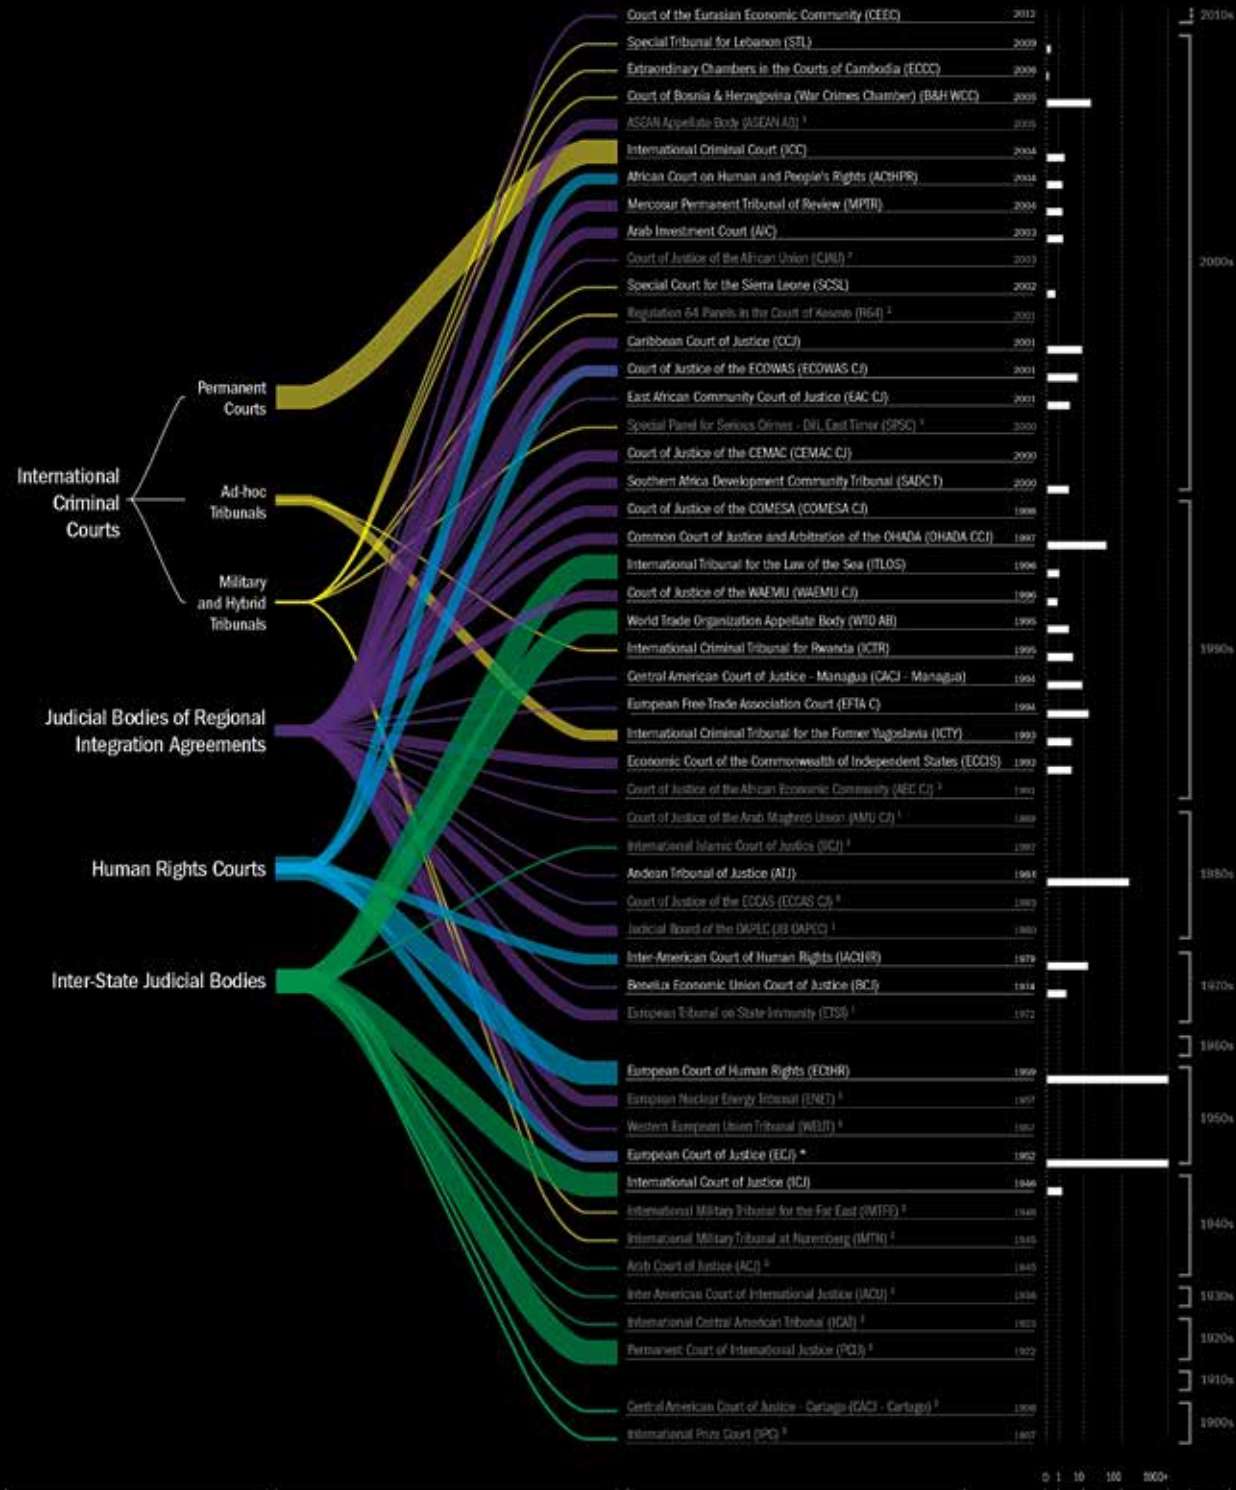 Court of the Eurasian Economic Community (CEEC) 2012
2010s
Special Tribunal for Lebanon (STL) 2009
Extraordinary Chambers in the Courts of Cambodia (ECCC) 2006
Court of Bosnia & Herzegovina (War Crimes Chamber) (B&H WCC) 2005
ASEAN Appellate Body (ASEAN AB) 2005
International Criminal Court (ICC) 2004
African Court on Human and People's Rights (ACtHPR) 2004
Mercosur Permanent Tribunal of Review (MPTR) 2004
Arab Investment Court (AIC) 2003
Court of Justice of the African Union (CJAU) 2003
2000s
Special Court for the Sierra Leone (SCSL) 2002
Regulation 64 Panels in the Court of Kosovo (R64) 2001
Caribbean Court of Justice (CCJ) 2001
Court of Justice of the ECOWAS (ECOWAS CJ) 2001
East African Community Court of Justice (EAC CJ) 2001
Special Panel for Serious Crimes - Dili, East Timor (SPSC) 2000
Court of Justice of the CEMAC (CEMAC CJ) 2000
Southern Africa Development Community Tribunal (SADC T) 2000
Court of Justice of the COMESA (COMESA CJ) 1998
Common Court of Justice and Arbitration of the OHADA (OHADA CCJ) 1997
International Tribunal for the Law of the Sea (ITLOS) 1996
Court of Justice of the WAEMU (WAEMU CJ) 1996
World Trade Organization Appellate Body (WTO AB) 1995
International Criminal Tribunal for Rwanda (ICTR) 1995
1990s
Central American Court of Justice - Managua (CACJ - Managua) 1994
European Free Trade Association Court (EFTA C) 1994
International Criminal Tribunal for the Former Yugoslavia (ICTY) 1993
Economic Court of the Commonwealth of Independent States (ECCIS) 1993
Court of Justice of the African Economic Community (AEC CJ) 1991
Court of Justice of the Arab Maghreb Union (AMU CJ) 1989
International Islamic Court of Justice (IICJ)
Andean Tribunal of Justice (ATJ) 1984
1980s
Court of Justice of the ECCAS (ECCAS CJ) 1983
Judicial Board of the OAPEC (JB OAPEC) 1980
Inter-American Court of Human Rights (IACtHR) 1979
Benelux Economic Union Court of Justice (BCJ) 1974
1970s
European Tribunal on State Immunity (ETSI) 1972
1960s
European Court of Human Rights (ECtHR) 1959
European Nuclear Energy Tribunal (ENET) 1957
1950s
Western European Union Tribunal (WEUT) 1957
European Court of Justice (ECJ) * 1952
International Court of Justice (ICJ) 1946
International Military Tribunal for the Far East (IMTFE)
1940s
International Military Tribunal at Nuremberg (IMTN) 1945
Arab Court of Justice (ACJ) 1945
Inter-American Court of International Justice (IACIJ)
1930s
International Central American Tribunal (ICAT) 1923
1920s
Permanent Court of International Justice (PCIJ) 1922
1910s
Central American Court of Justice - Cartago (CACJ - Cartago) 1908
1900s
International Prize Court (IPC) 1907
0 1 10 100 1000+
Permanent
Courts
International
Criminal
Courts
Ad-hoc
Tribunals
Military
and Hybrid
Tribunals
Judicial Bodies of Regional
Integration Agreements
Human Rights Courts
Inter-State Judicial Bodies